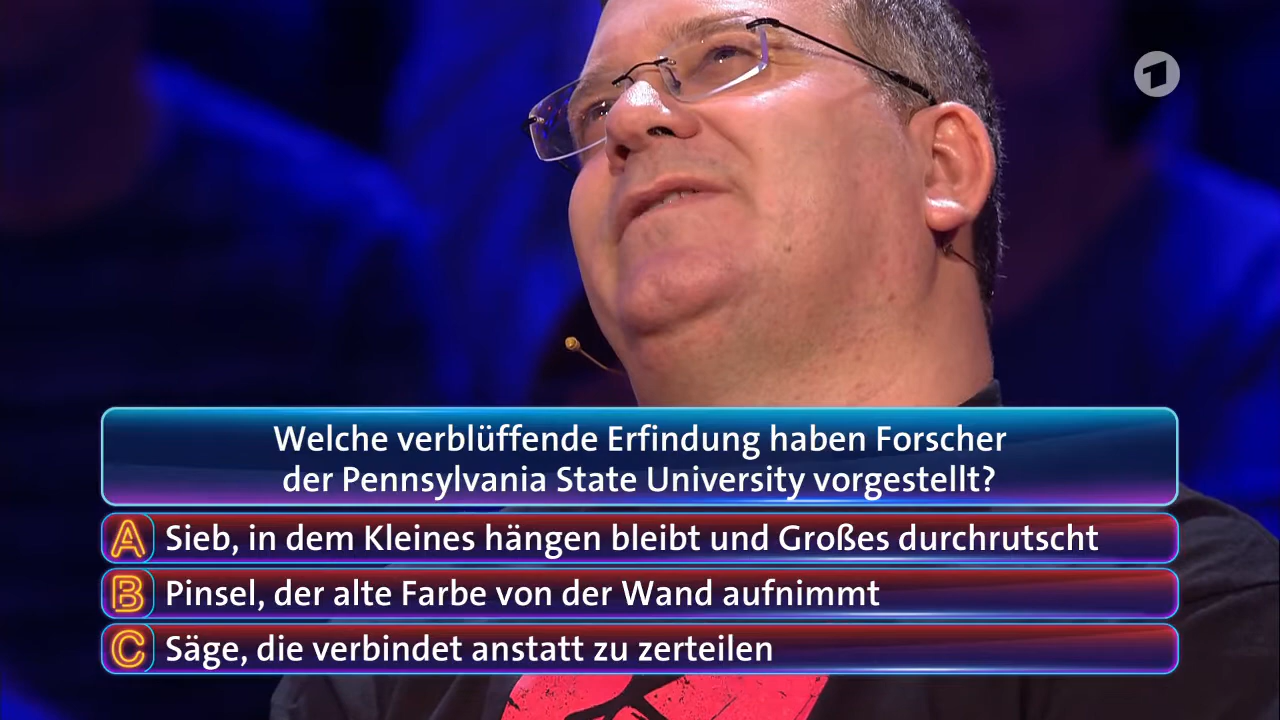 1
Welche verblüffende Erfindung haben Forscher
der Pennsylvania State University vorgestellt?
A Sieb, in dem Kleines hängen bleibt und Großes durchrutscht
B Pinsel, der alte Farbe von der Wand aufnimmt
C Säge, die verbindet anstatt zu zerteilen